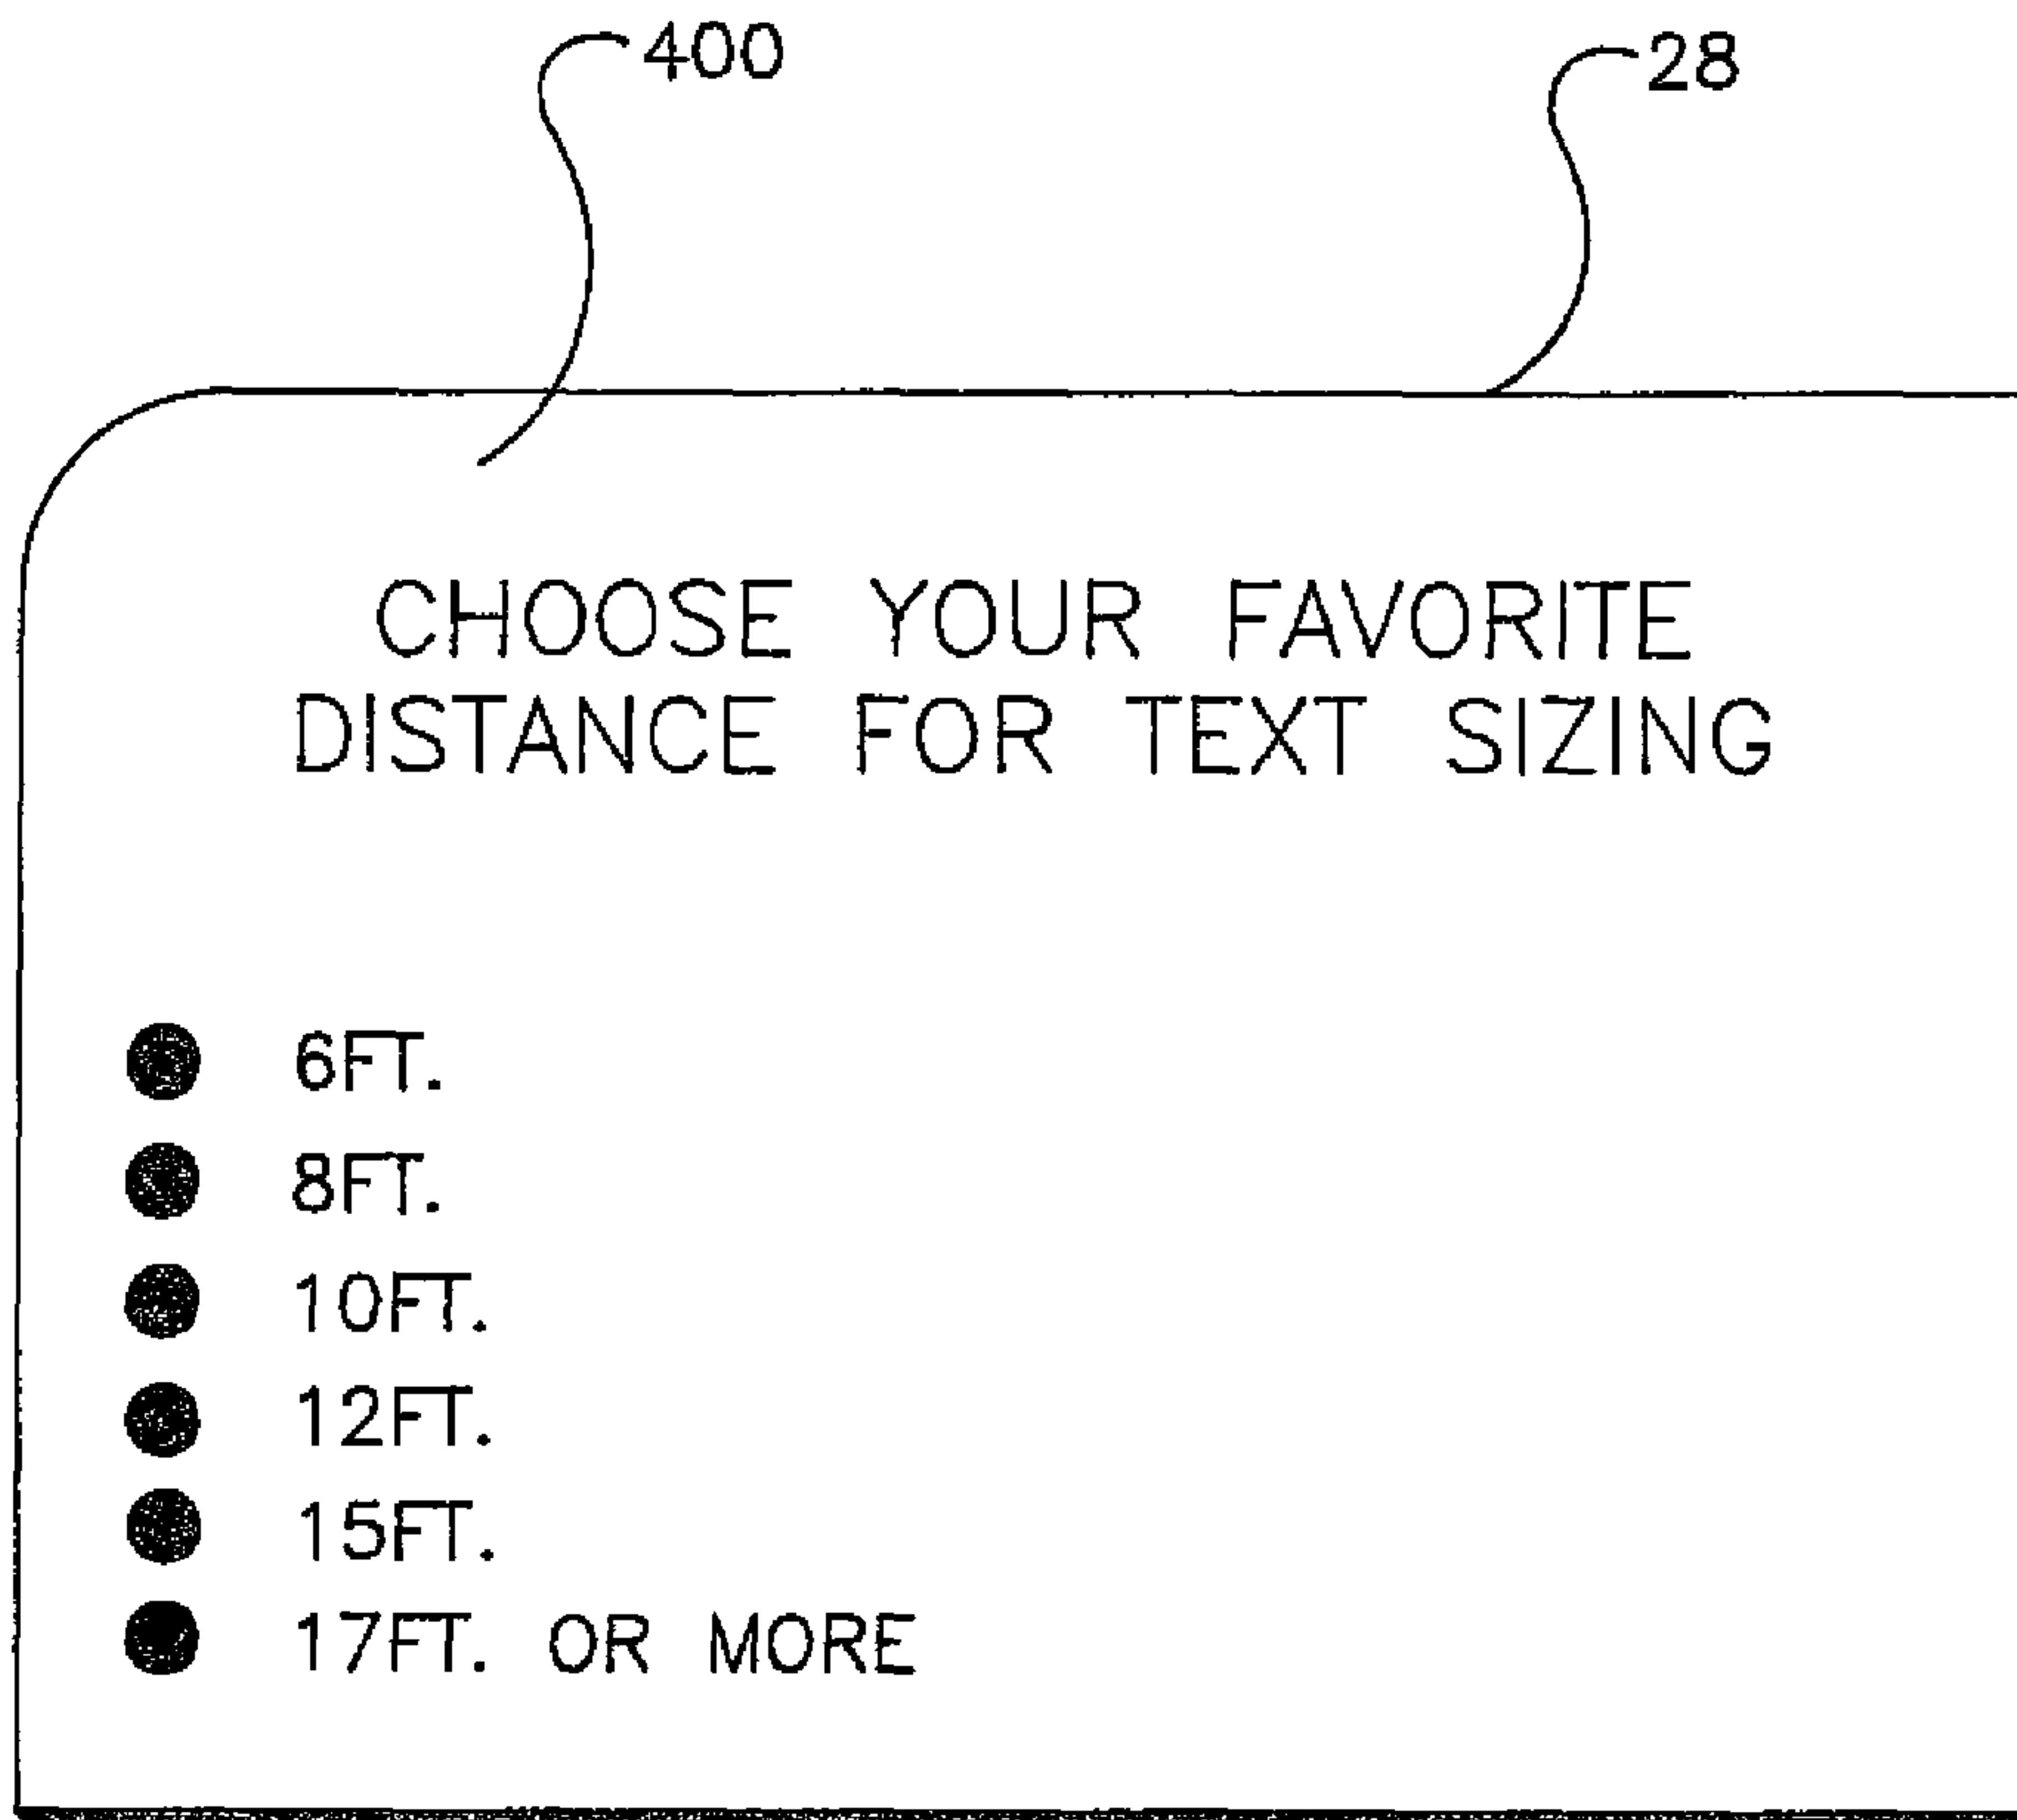 400
28
CHOOSE YOUR FAVORITE
DISTANCE FOR TEXT SIZING
6FT.
8FT.
10FT.
12FT.
15FT.
17FT. OR MORE